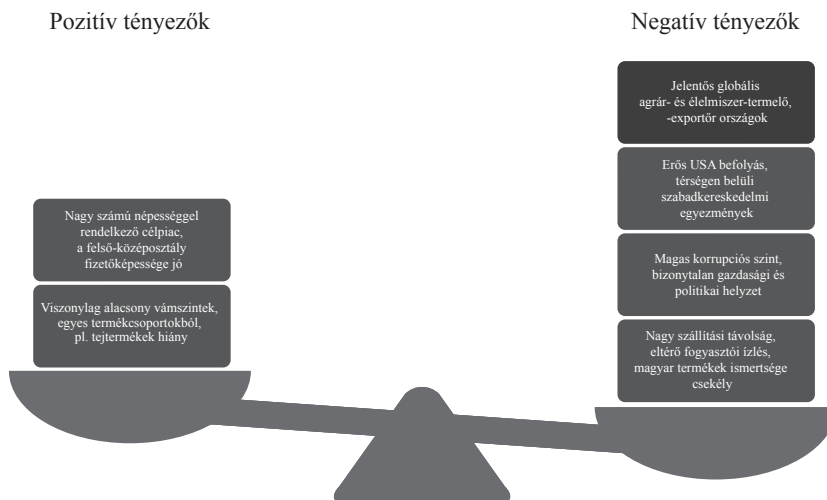 Pozitív tényezők
Nagy számú népességgel
rendelkező célpiac,
a felső-középosztály
fizetőképessége jó
Viszonylag alacsony vámszintek,
egyes termékcsoportokból,
pl. tejtermékek hiány
Negatív tényezők
Jelentős globális
agrár- és élelmiszer-termelő,
-exportőr országok
Erős USA befolyás,
térségen belüli
szabadkereskedelmi
egyezmények
Magas korrupciós szint,
bizonytalan gazdasági és
politikai helyzet
Nagy szállítási távolság,
eltérő fogyasztói ízlés,
magyar termékek ismertsége
csekély